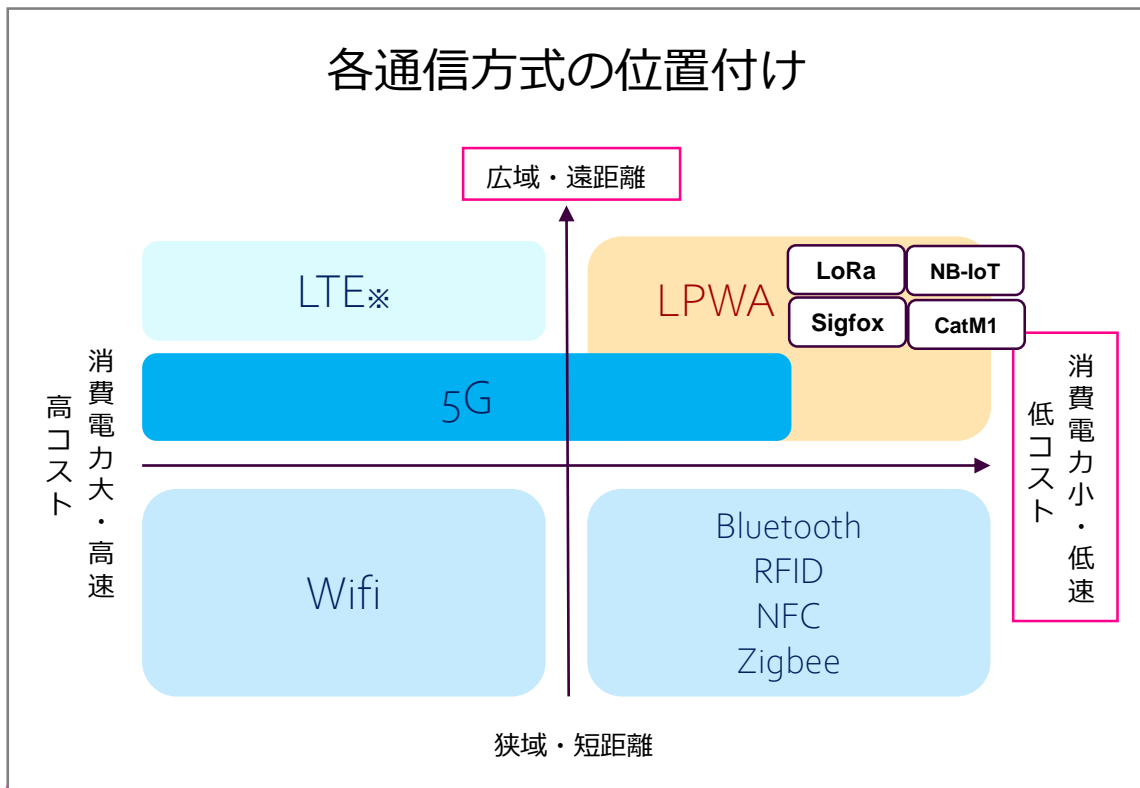 各通信方式の位置付け
広域・遠距離
LTE※
LPWA
LoRa
NB-IoT
Sigfox
CatM1
5G
消費電力大・高速
高コスト
消費電力小・低速
低コスト
Wifi
Bluetooth
RFID
NFC
Zigbee
狭域・短距離